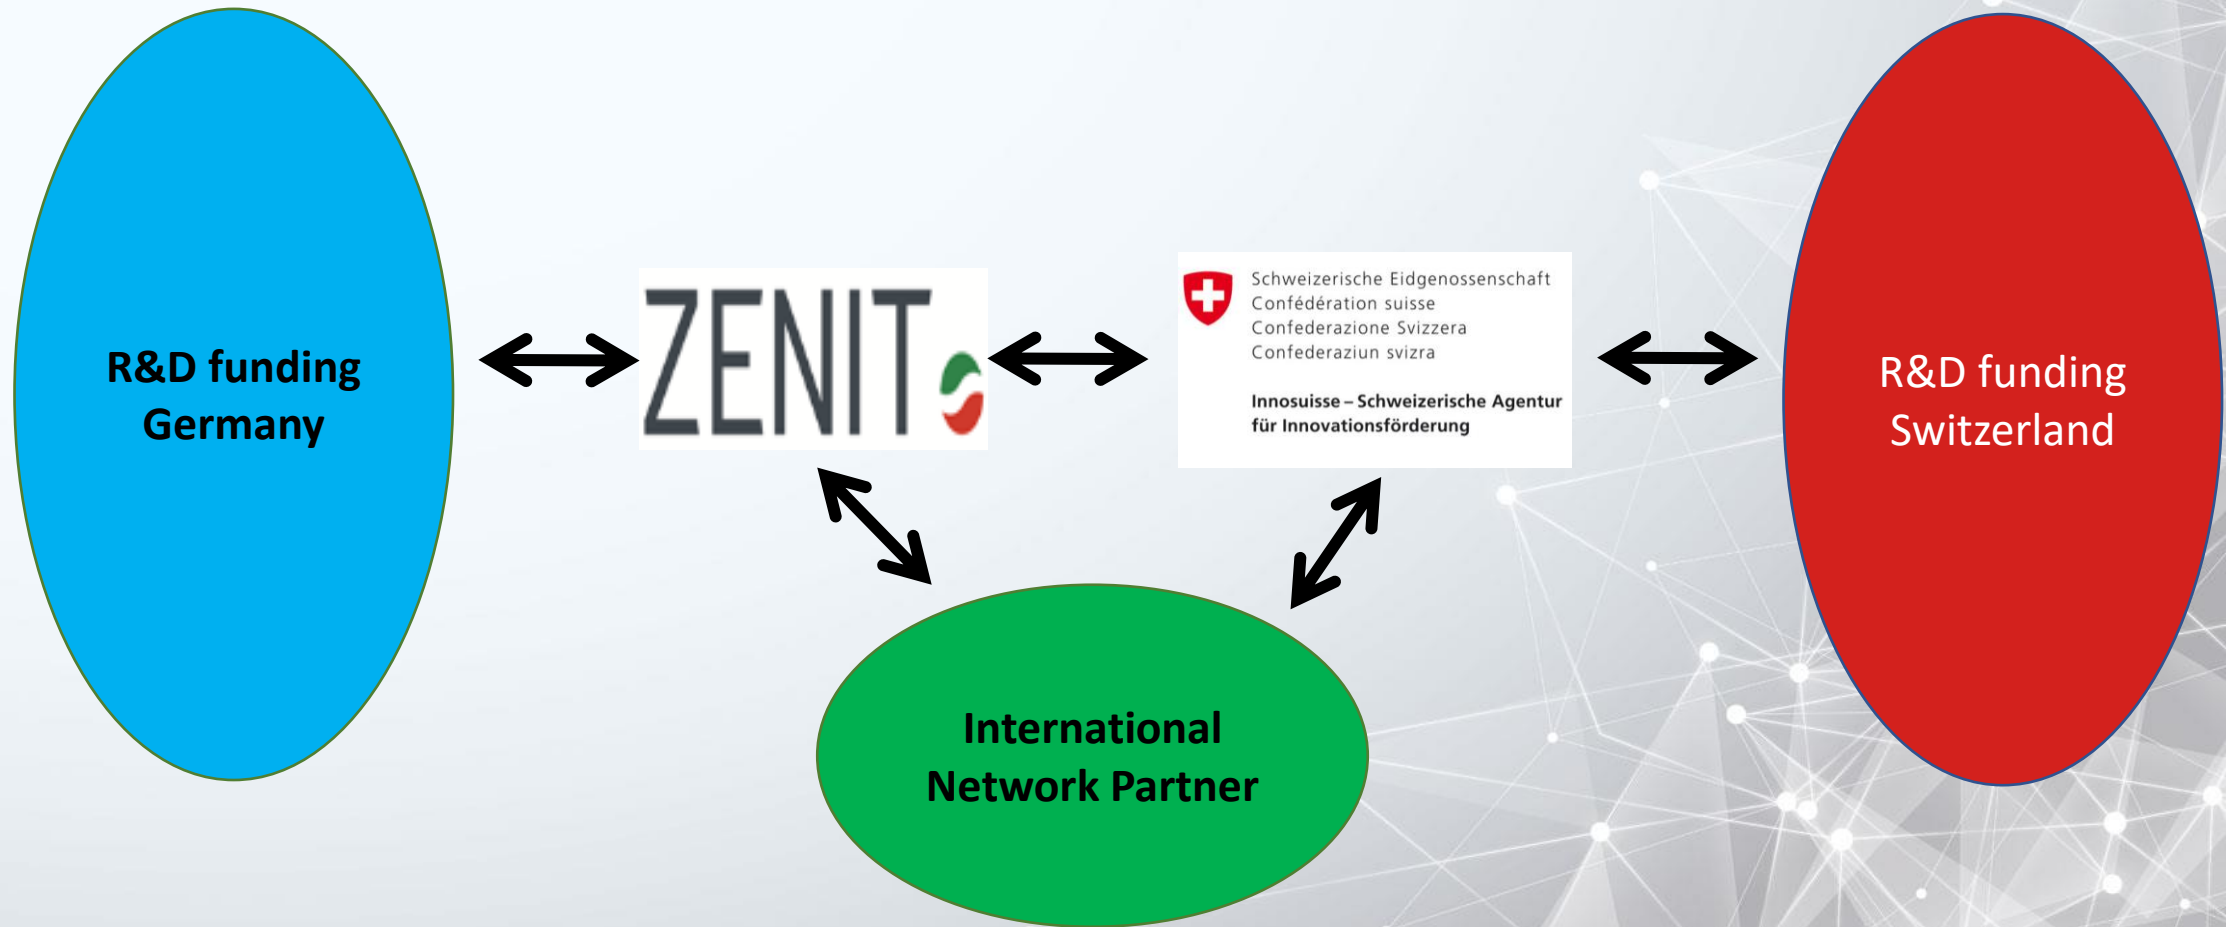 R&D funding
Germany
ZENIT
Schweizerische Eidgenossenschaft
Confédération suisse
Confederazione Svizzera
Confederaziun svizra
Innosuisse – Schweizerische Agentur
für Innovationsförderung
R&D funding
Switzerland
International
Network Partner